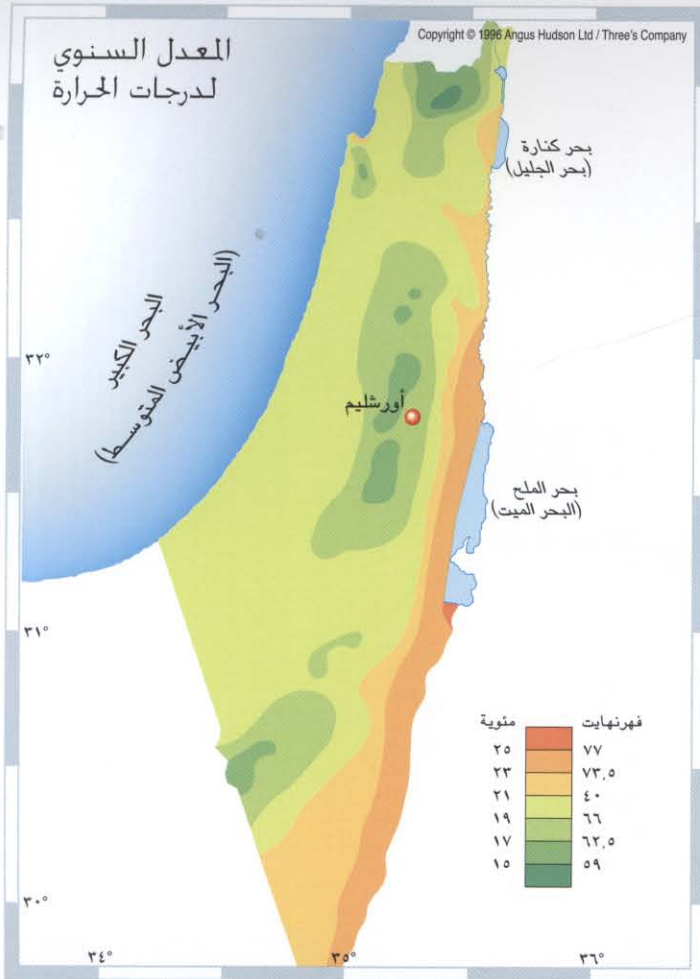 Copyright © 1996 Angus Hudson Ltd / Three's Company
المعدل السنوي
لدرجات الحرارة
بحر كنارة
(بحر الجليل)
البحر الكبير
(البحر الأبيض المتوسط)
٣٢°
أورشليم
بحر الملح
(البحر الميت)
٣١°
فهرنهايت مئوية
٧٧ ٢٥
٧٣,٥ ٢٣
٤٠ ٢١
٦٦ ١٩
٦٢,٥ ١٧
٥٩ ١٥
٣٠°
٣٤° ٣٥° ٣٦°